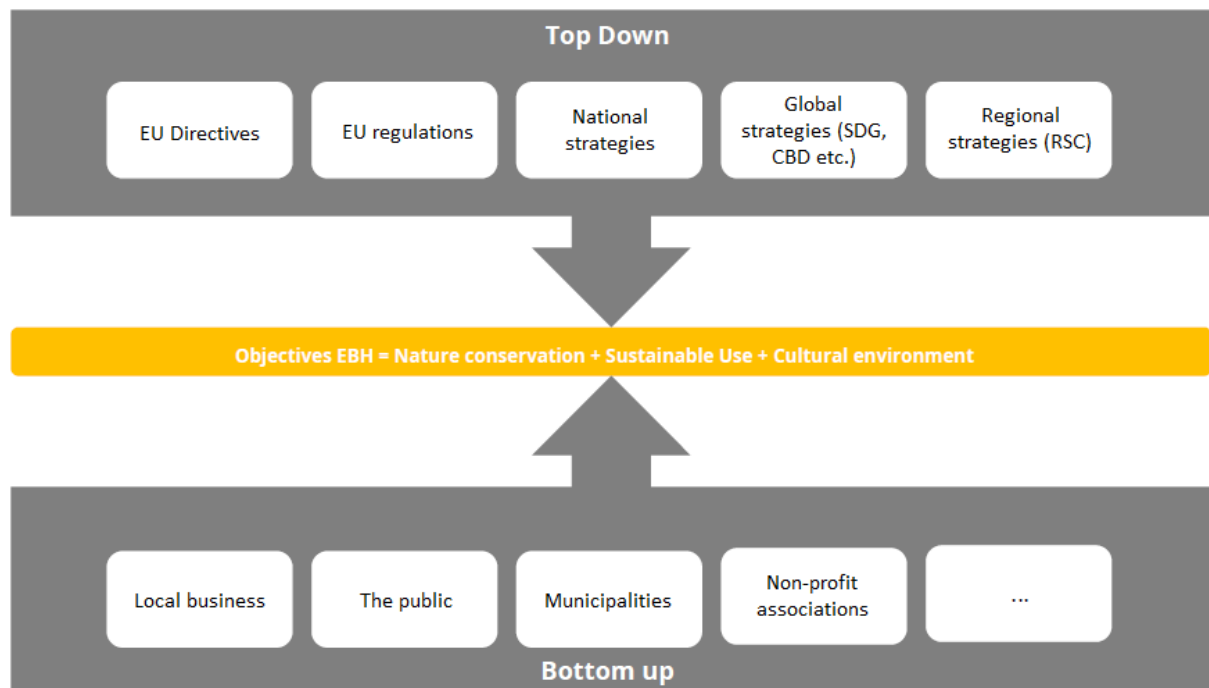 Top Down
EU Directives
EU regulations
National
strategies
Global
strategies (SDG,
CBD etc.)
Regional
strategies (RSC)
Objectives EBH = Nature conservation + Sustainable Use + Cultural environment
Local business
The public
Municipalities
Non-profit
associations
...
Bottom up